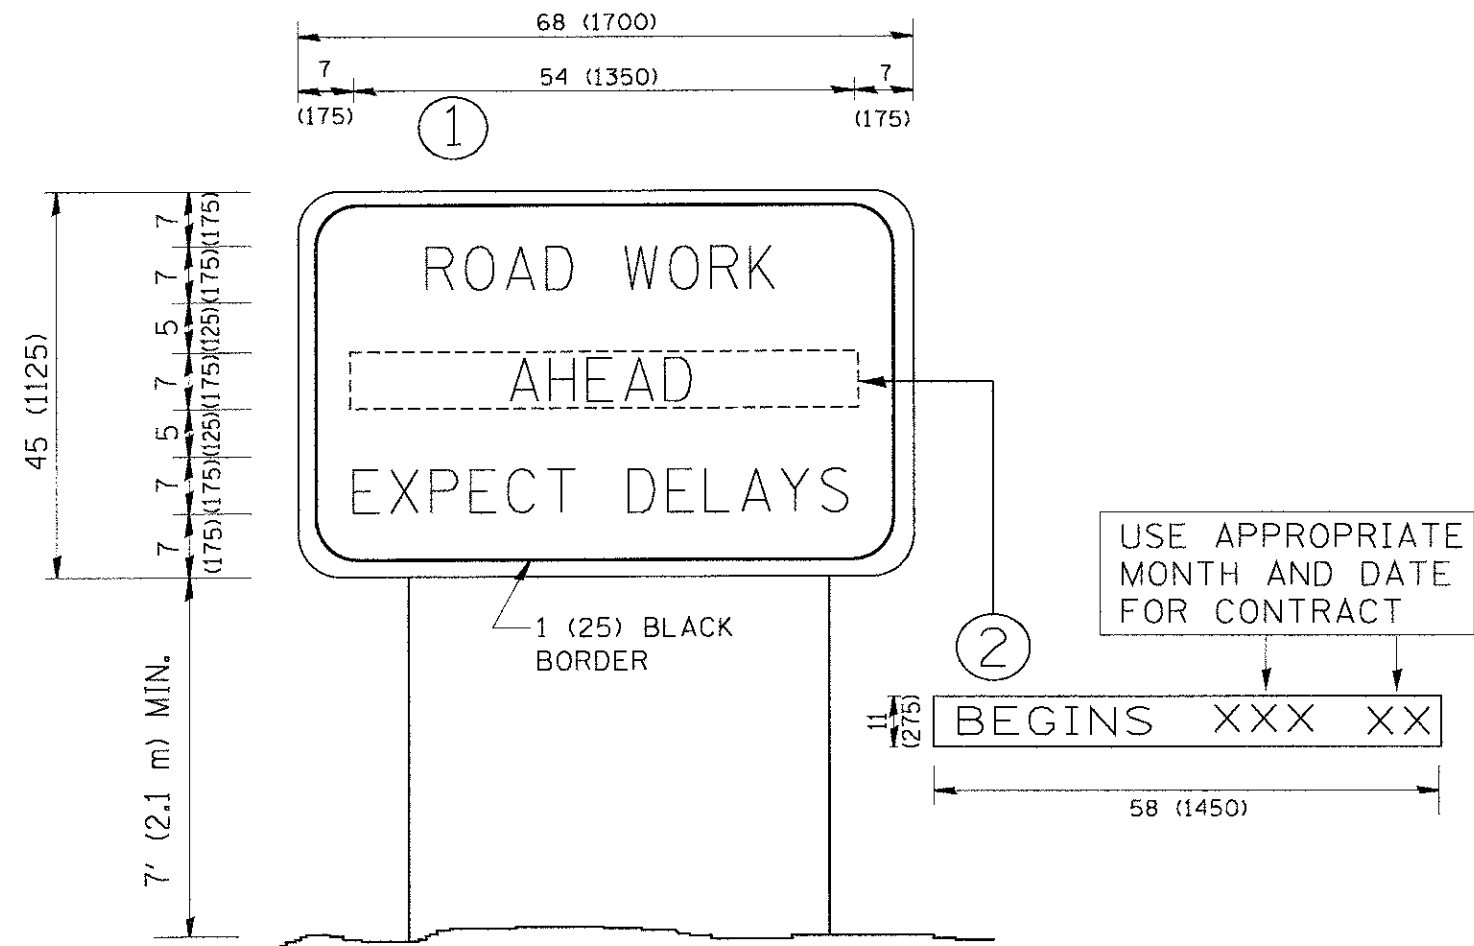 68 (1700)
7
54 (1350)
7
(175)
(175)
1
45 (1125)
7 (175)
7 (175)
5 (125)
7 (175)
5 (125)
7 (175)
7 (175)
7' (2.1 m) MIN.
ROAD WORK
AHEAD
EXPECT DELAYS
1 (25) BLACK
BORDER
2
USE APPROPRIATE
MONTH AND DATE
FOR CONTRACT
11
(275)
BEGINS XXX XX
58 (1450)